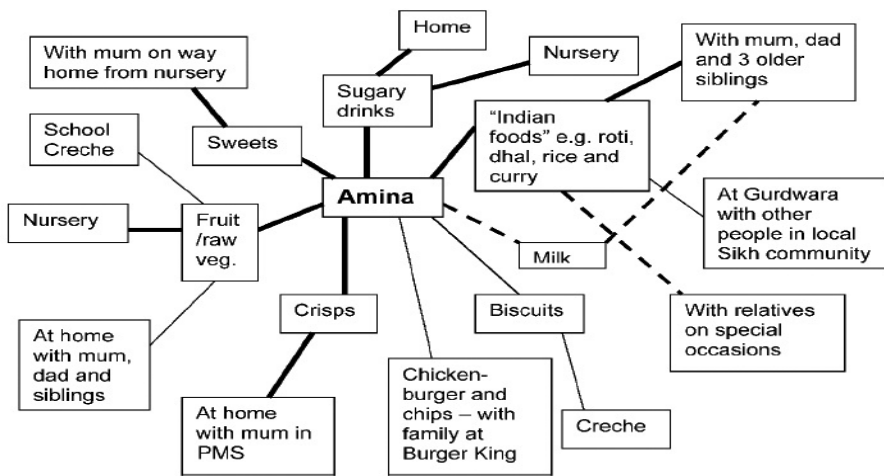 Home
With mum on way
home from nursery
Nursery
With mum, dad
and 3 older
siblings
Sugary
drinks
"Indian
foods" e.g. roti,
dhal, rice and
curry
School
Creche
Sweets
Amina
At Gurdwara
with other
people in local
Sikh community
Nursery
Fruit
/raw
veg.
Milk
Crisps
Biscuits
With relatives
on special
occasions
At home
with mum,
dad and
siblings
Chicken-
burger and
chips – with
family at
Burger King
At home
with mum in
PMS
Creche